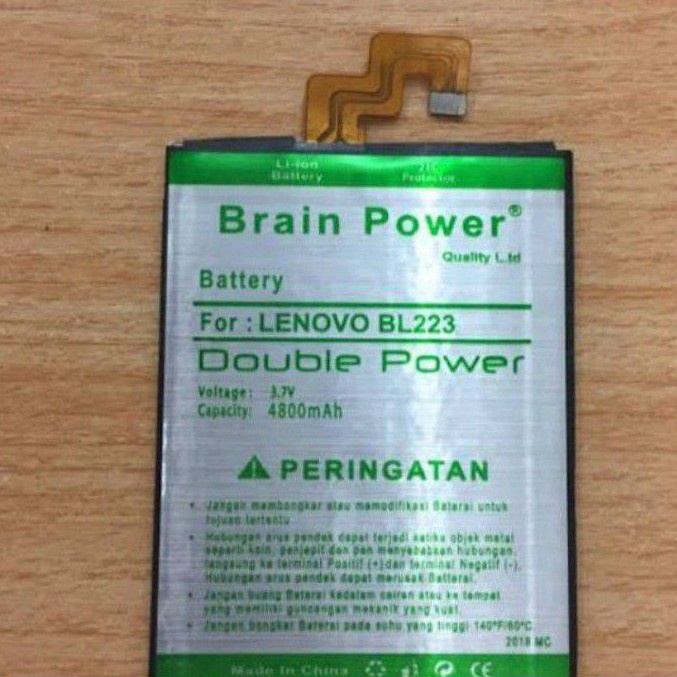 Li-ion 2IC
Battery Protector
Brain Power®
Quality L.td
Battery
For : LENOVO BL223
Double Power
Voltage: 3.7V
Capacity: 4800mAh
PERINGATAN
• Jangan membongkar atau memodifikasi Baterai untuk
tujuan tertentu
• Hubungan arus pendek dapat terjadi ketika objek metal
seperti koin, penjepit dan pen menyebabkan hubungan
langsung ke terminal Positif (+) dan terminal Negatif (-).
Hubungan arus pendek dapat merusak Baterai.
• Jangan buang Baterai kedalam cairan atau ke tempat
yang memiliki guncangan mekanik yang kuat.
• Jangan bongkar Baterai pada suhu yang tinggi 140°F/60°C.
2018 MC
Made In China CE